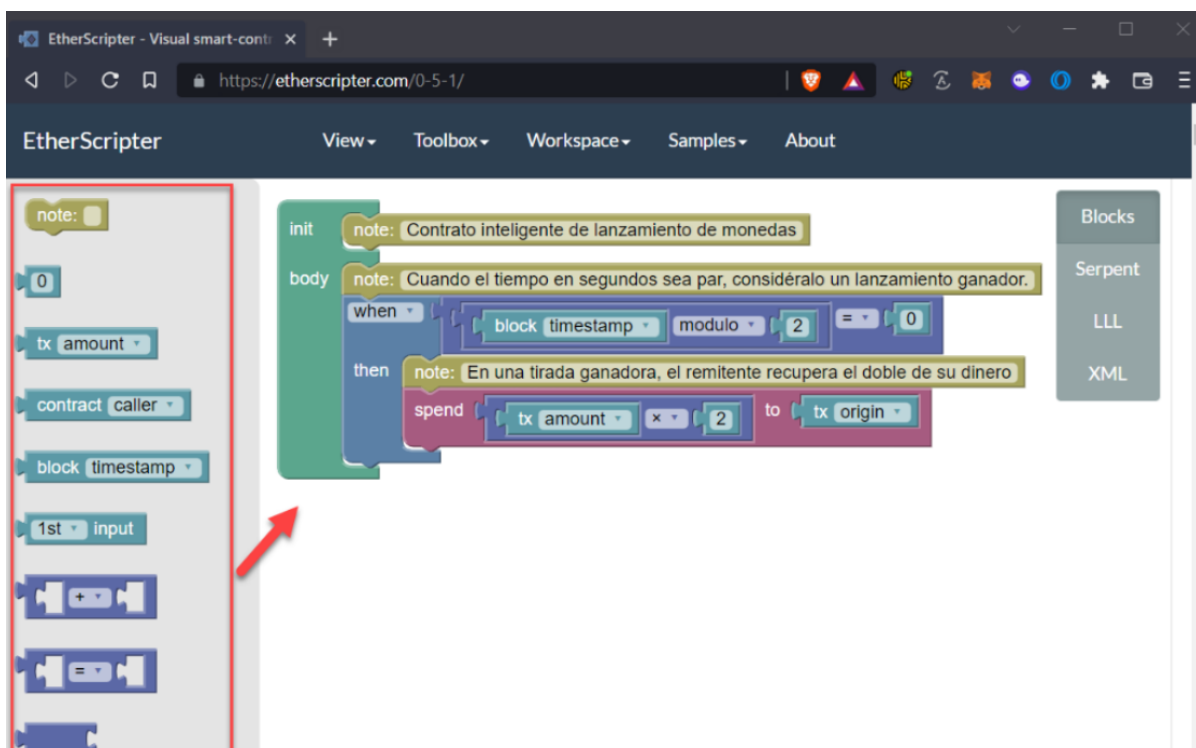 EtherScripter - Visual smart-contr
https://etherscripter.com/0-5-1/
EtherScripter View Toolbox Workspace Samples About
note:
0
tx amount
contract caller
block timestamp
1st input
+
=
init note: Contrato inteligente de lanzamiento de monedas
body note: Cuando el tiempo en segundos sea par, considéralo un lanzamiento ganador.
when block timestamp modulo 2 = 0
then note: En una tirada ganadora, el remitente recupera el doble de su dinero
spend tx amount × 2 to tx origin
Blocks
Serpent
LLL
XML